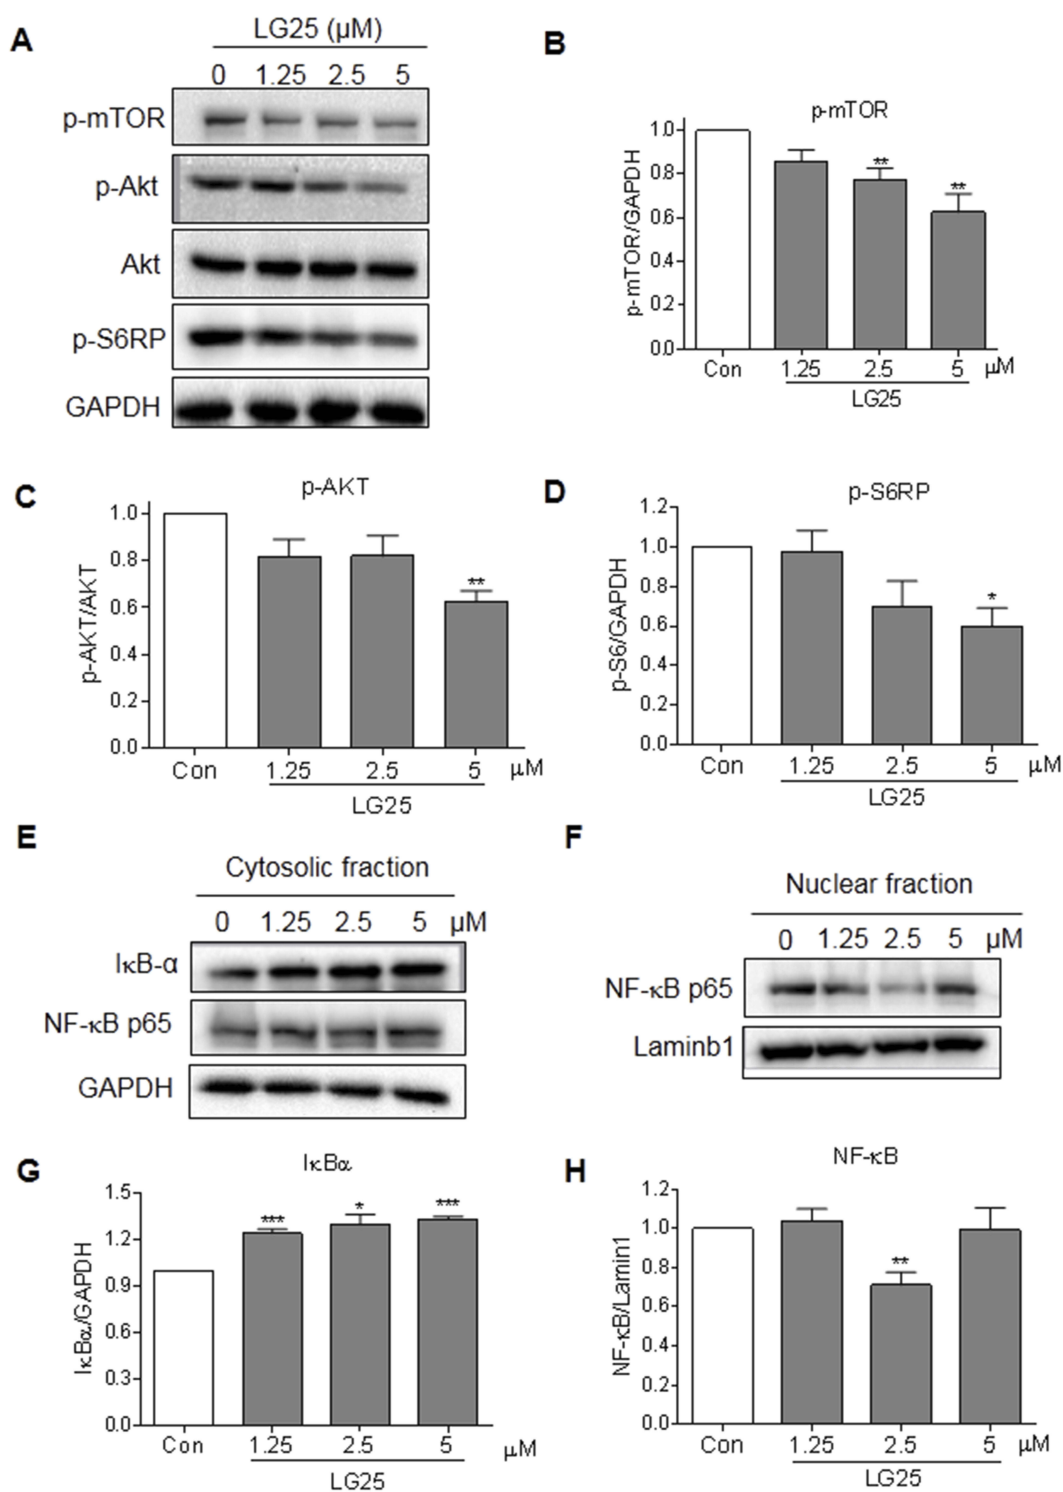 A
LG25 (μM)
0 1.25 2.5 5
p-mTOR
p-Akt
Akt
p-S6RP
GAPDH
B
p-mTOR
p-mTOR/GAPDH
1.0
0.8
0.6
0.4
0.2
0.0
**
**
Con 1.25 2.5 5 μM
LG25
C
p-AKT
p-AKT/AKT
1.0
0.8
0.6
0.4
0.2
0.0
**
Con 1.25 2.5 5 μM
LG25
D
p-S6RP
p-S6/GAPDH
1.2
1.0
0.8
0.6
0.4
0.2
0.0
*
Con 1.25 2.5 5 μM
LG25
E
Cytosolic fraction
0 1.25 2.5 5 μM
IκB-α
NF-κB p65
GAPDH
F
Nuclear fraction
0 1.25 2.5 5 μM
NF-κB p65
Laminb1
G
IκBα
IκBα/GAPDH
1.5
1.2
0.9
0.6
0.3
0.0
*** * ***
Con 1.25 2.5 5 μM
LG25
H
NF-κB
NF-κB/Lamin1
1.2
1.0
0.8
0.6
0.4
0.2
0.0
**
Con 1.25 2.5 5 μM
LG25